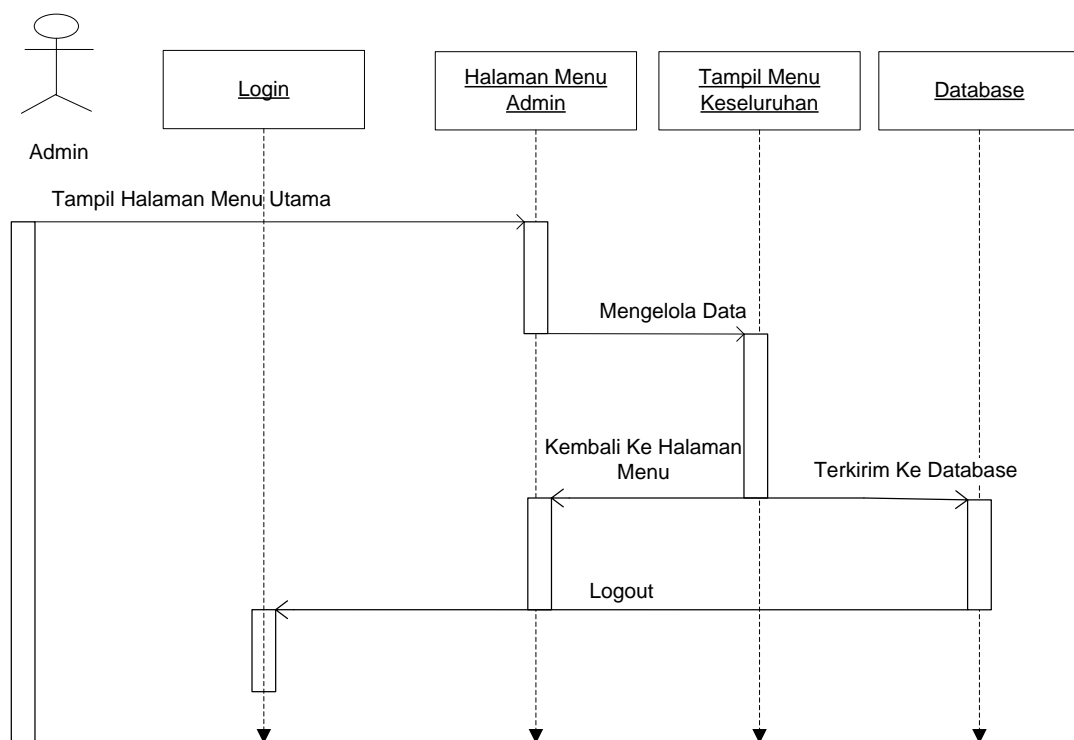 Login
Halaman Menu
Admin
Tampil Menu
Keseluruhan
Database
Admin
Tampil Halaman Menu Utama
Mengelola Data
Kembali Ke Halaman
Menu
Terkirim Ke Database
Logout